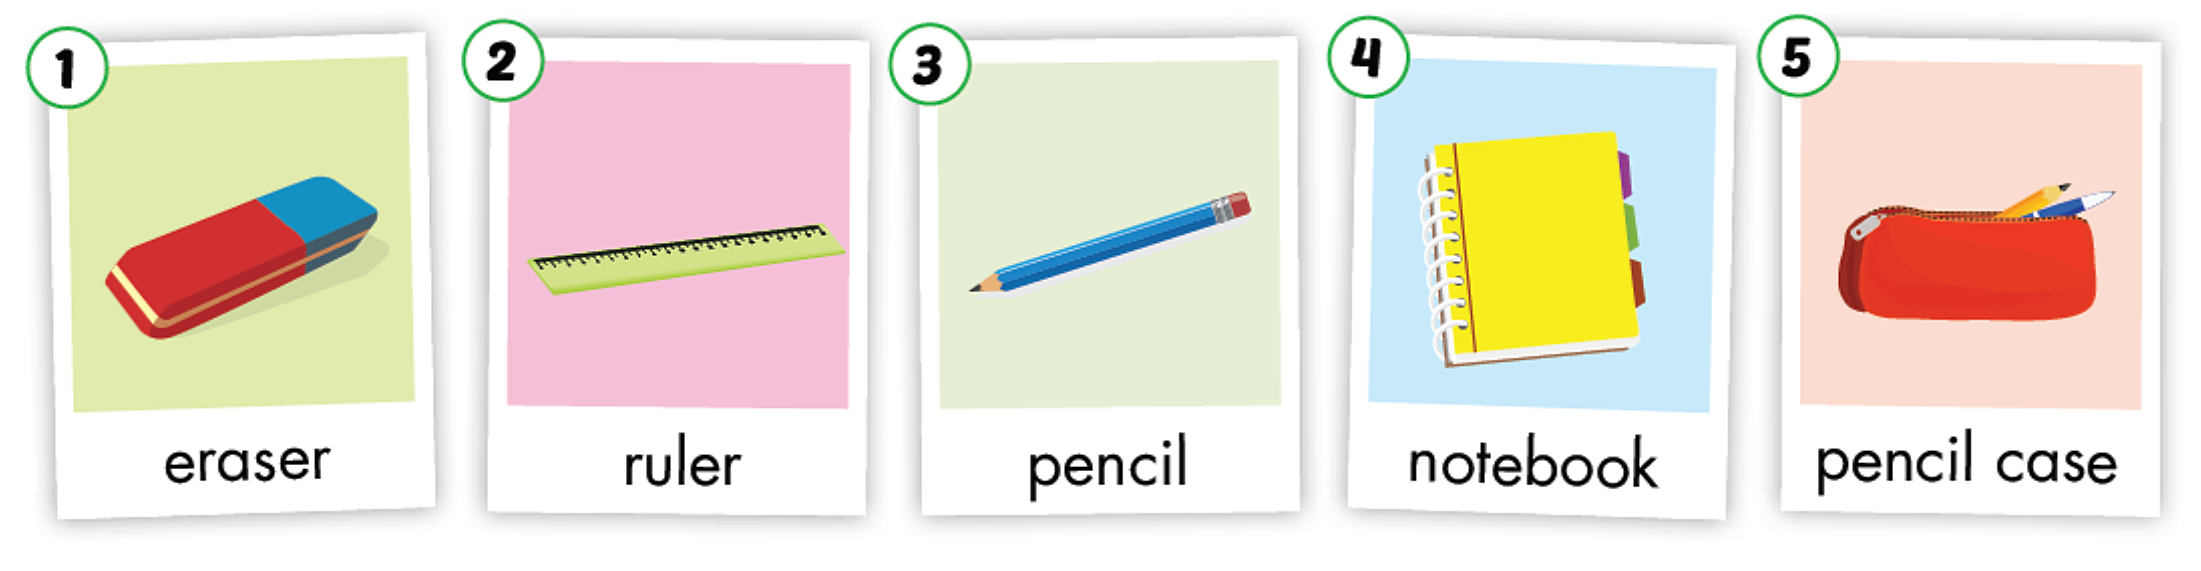 1
eraser
2
ruler
3
pencil
4
notebook
5
pencil case